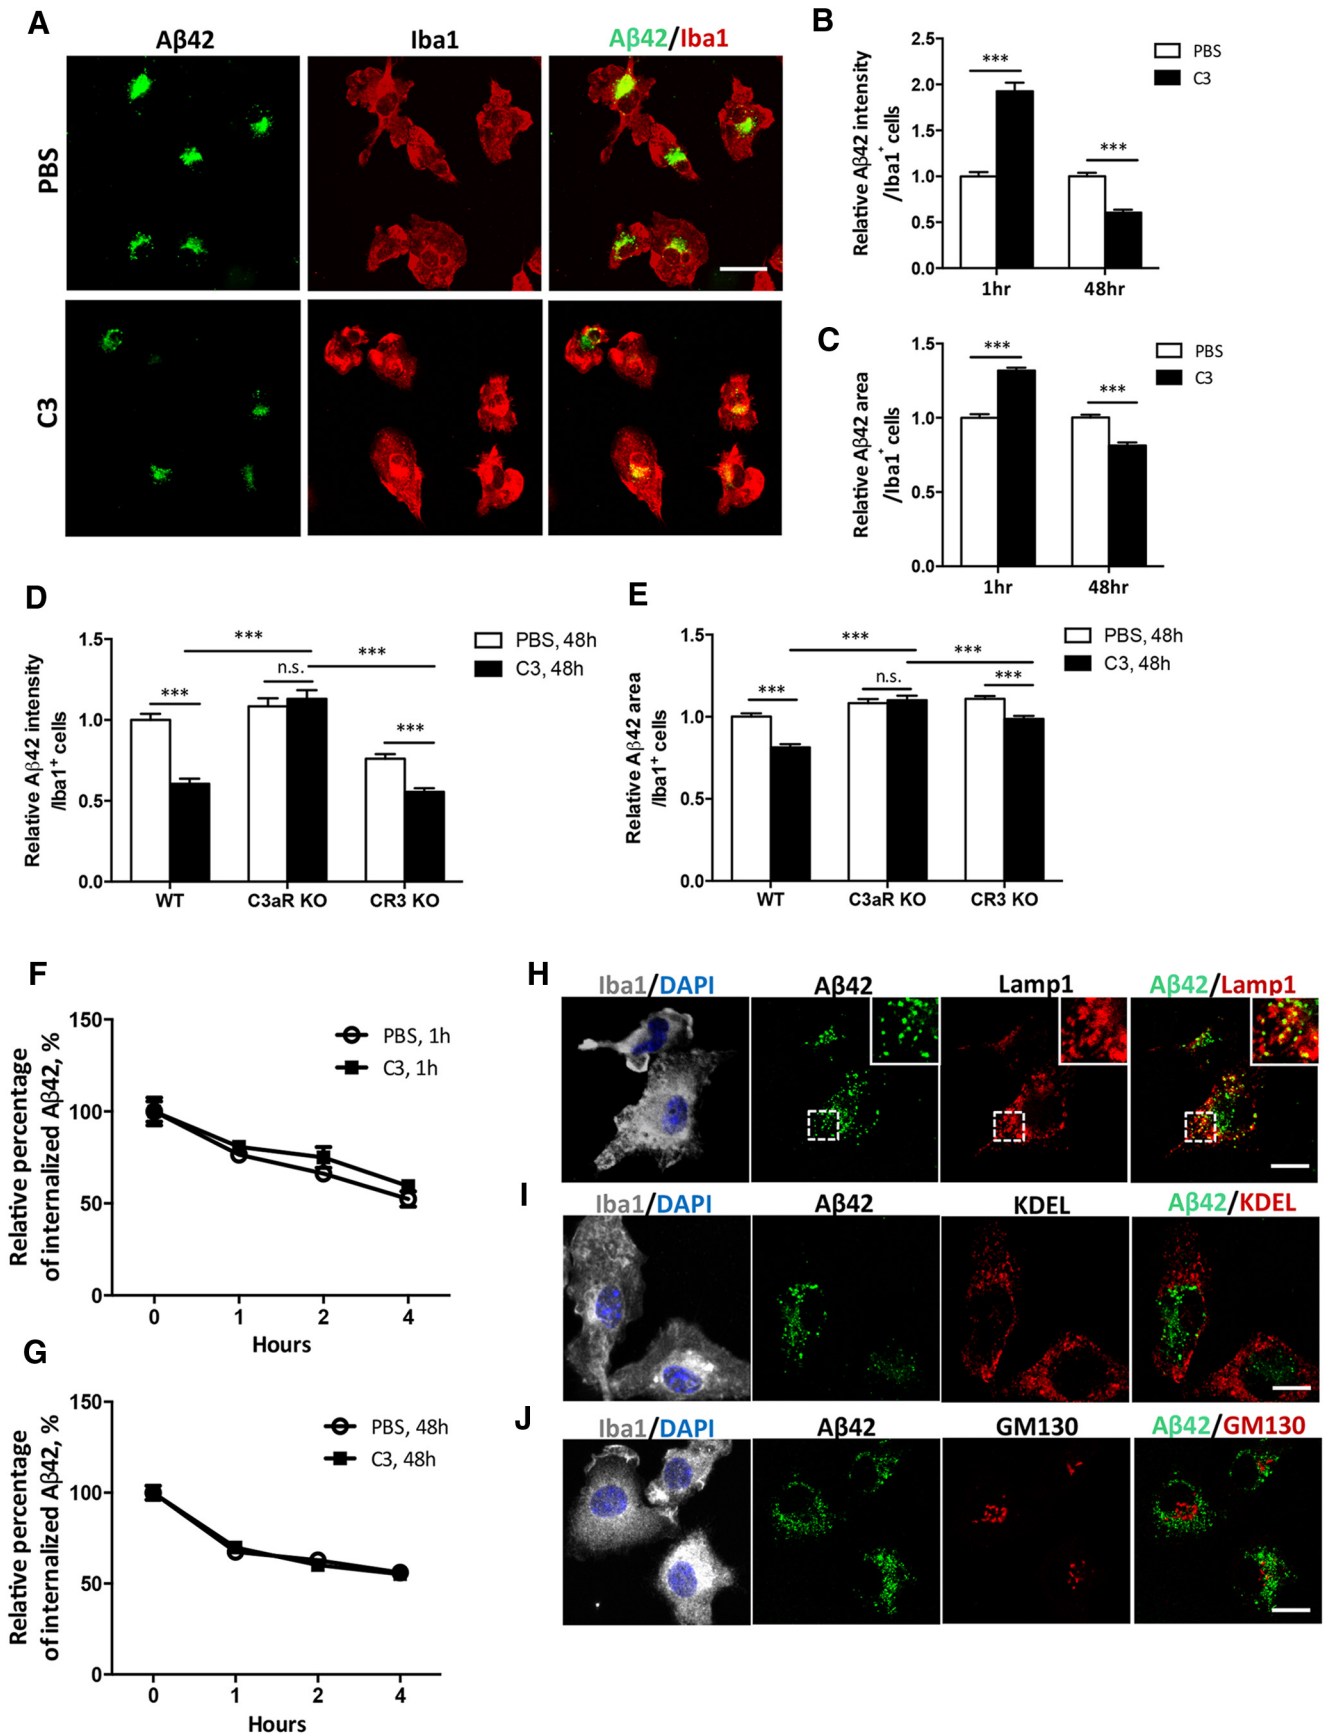 A
Aβ42
Iba1
Aβ42/Iba1
PBS
C3
B
Relative Aβ42 intensity
/Iba1+ cells
2.5
2.0
1.5
1.0
0.5
0.0
***
***
1hr
48hr
PBS
C3
C
Relative Aβ42 area
/Iba1+ cells
1.5
1.0
0.5
0.0
***
***
1hr
48hr
PBS
C3
D
Relative Aβ42 intensity
/Iba1+ cells
1.5
1.0
0.5
0.0
***
***
n.s.
***
***
WT
C3aR KO
CR3 KO
PBS, 48h
C3, 48h
E
Relative Aβ42 area
/Iba1+ cells
1.5
1.0
0.5
0.0
***
***
n.s.
***
***
WT
C3aR KO
CR3 KO
PBS, 48h
C3, 48h
F
Relative percentage
of internalized Aβ42, %
150
100
50
0
0
1
2
4
Hours
PBS, 1h
C3, 1h
G
Relative percentage
of internalized Aβ42, %
150
100
50
0
0
1
2
4
Hours
PBS, 48h
C3, 48h
H
Iba1/DAPI
Aβ42
Lamp1
Aβ42/Lamp1
I
Iba1/DAPI
Aβ42
KDEL
Aβ42/KDEL
J
Iba1/DAPI
Aβ42
GM130
Aβ42/GM130